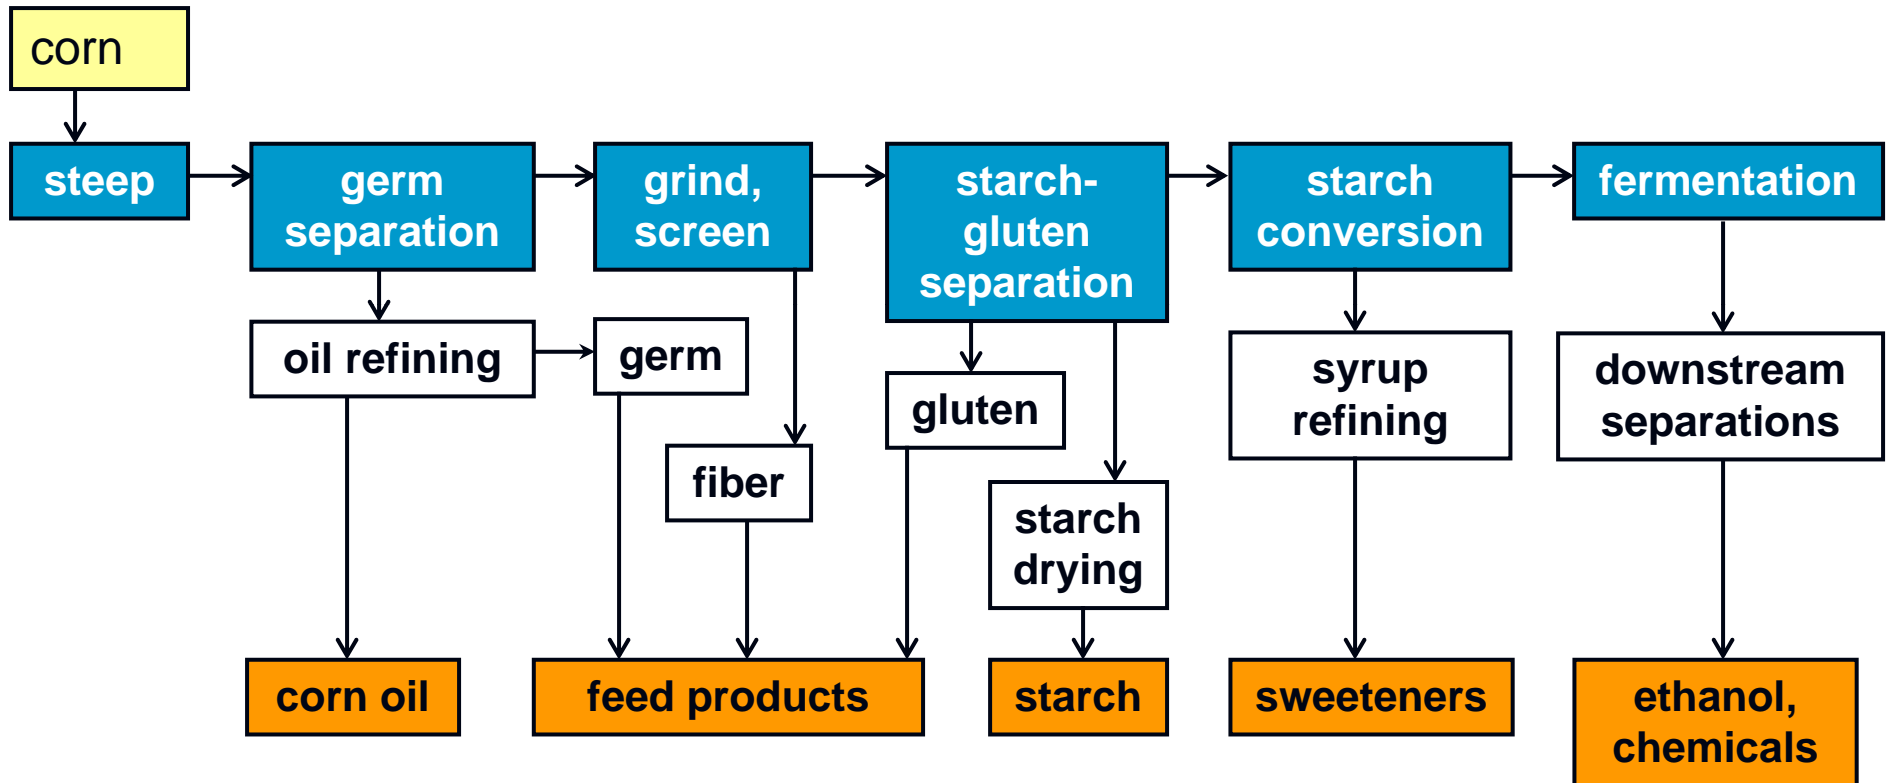 corn
steep
germ
separation
grind,
screen
starch-
gluten
separation
starch
conversion
fermentation
oil refining
germ
fiber
gluten
starch
drying
syrup
refining
downstream
separations
corn oil
feed products
starch
sweeteners
ethanol,
chemicals